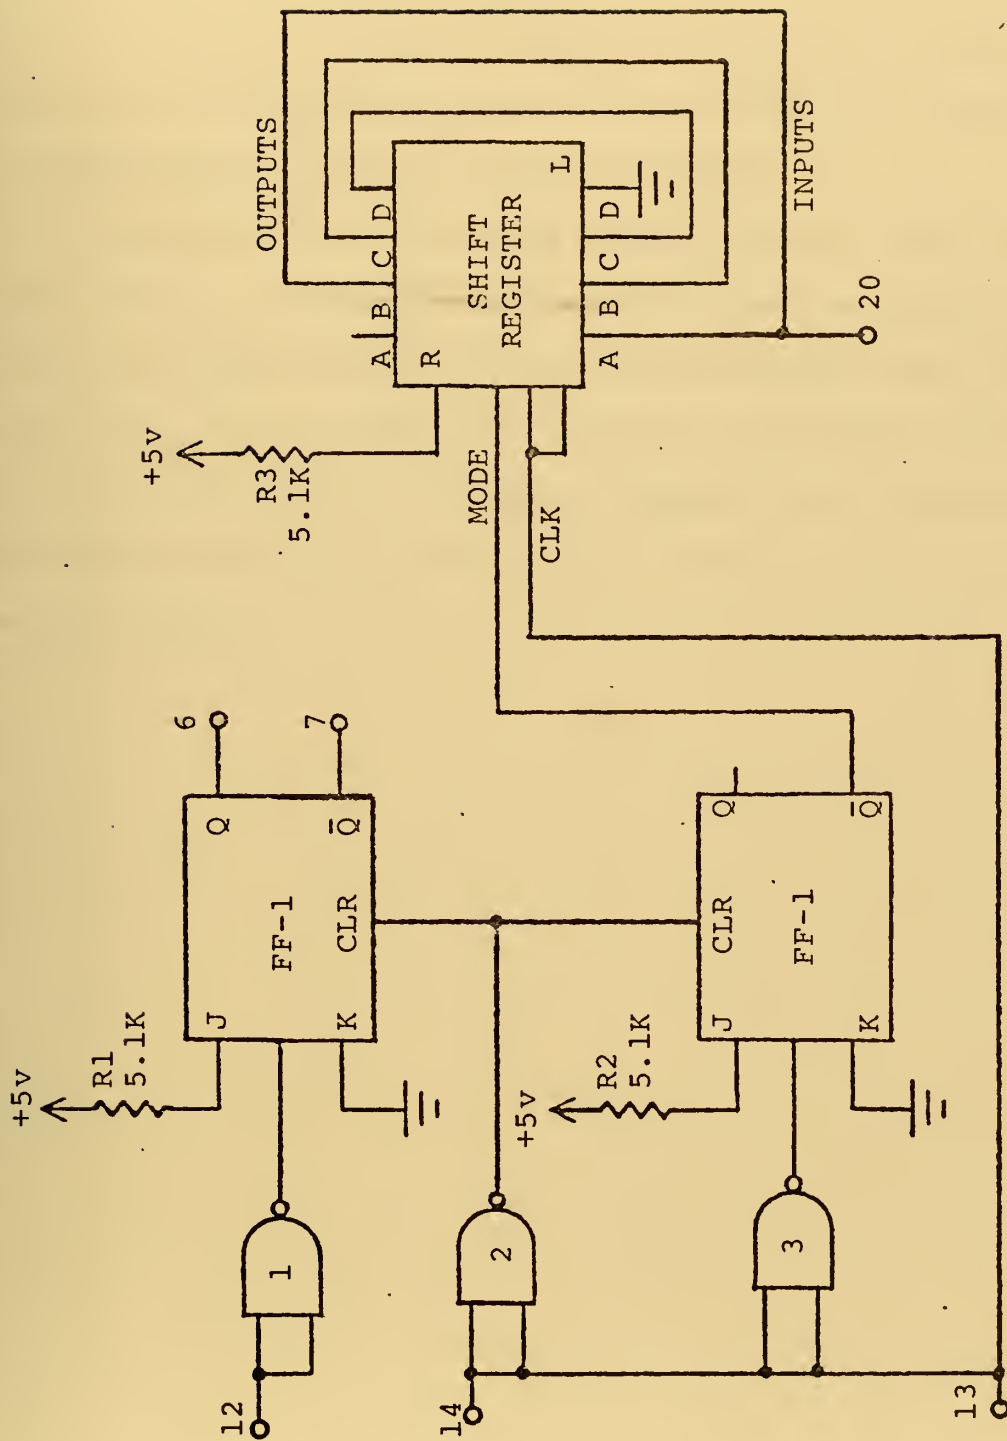 +5v
R1
5.1K
12
1
J
K
FF-1
CLR
Q
Q̅
6
7
14
2
+5v
R2
5.1K
3
J
K
FF-1
CLR
Q
Q̅
13
+5v
R3
5.1K
MODE
CLK
OUTPUTS
A B C D
R
L
SHIFT
REGISTER
A B C D
INPUTS
20